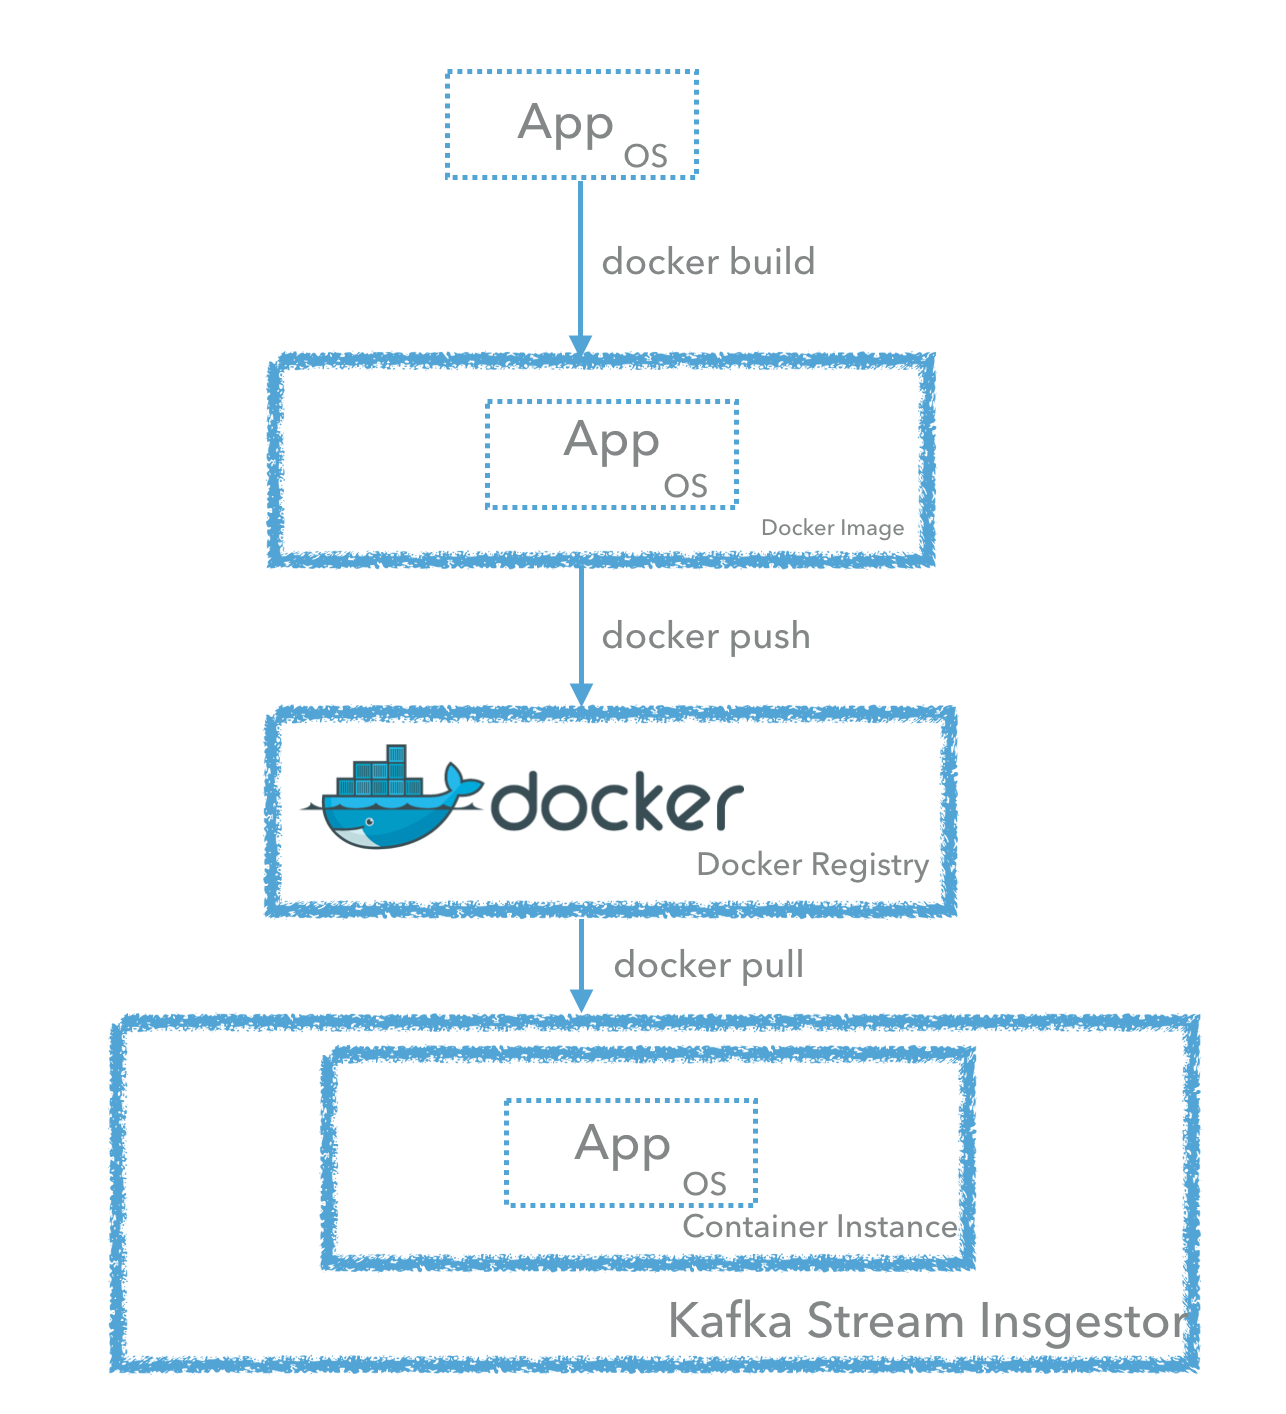 App
OS
docker build
App
OS
Docker Image
docker push
docker
Docker Registry
docker pull
App
OS
Container Instance
Kafka Stream Insgestor